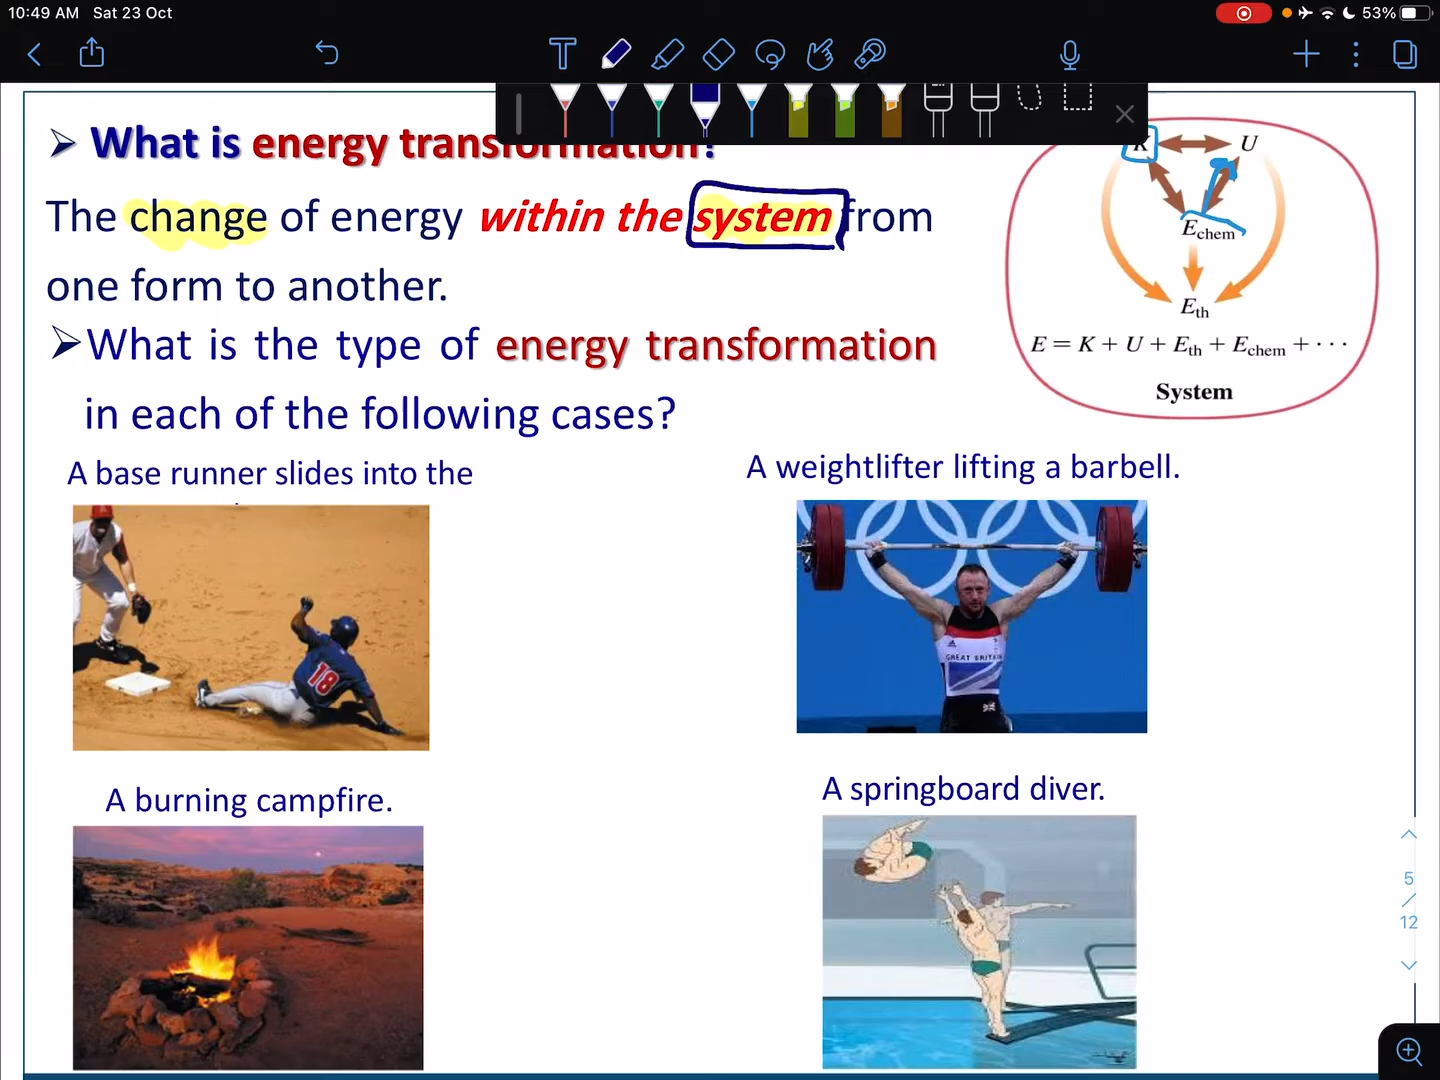 10:49 AM Sat 23 Oct
53%
What is energy transformation?
The change of energy within the system from
one form to another.
What is the type of energy transformation
in each of the following cases?
K U
Echem
Eth
E = K + U + Eth + Echem + · · ·
System
A base runner slides into the
A weightlifter lifting a barbell.
18
GREAT BRITAIN
A burning campfire.
A springboard diver.
5
/
12